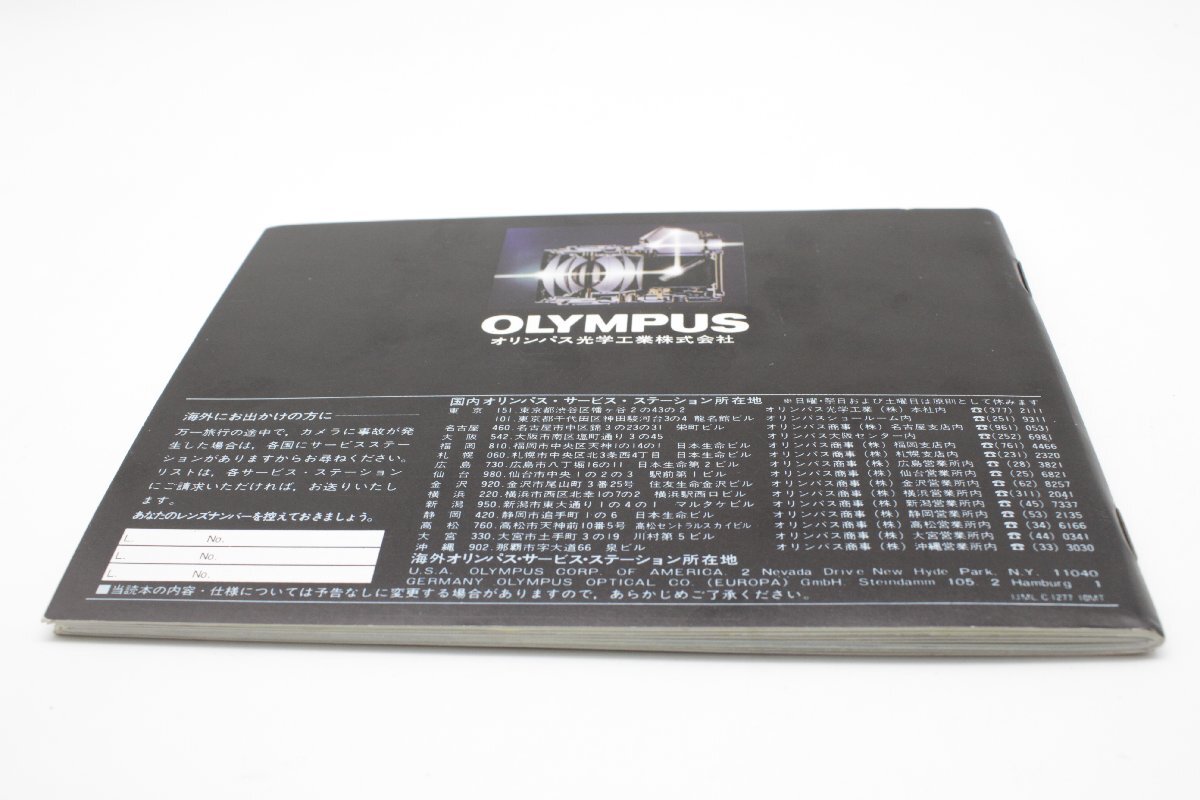 OLYMPUS
オリンパス光学工業株式会社
海外にお出かけの方に
万一旅行の途中で，カメラに事故が発
生した場合は，各国にサービスステー
ションがありますからお尋ねください。
リストは，各サービス・ステーション
にご請求いただければ，お送りいたし
ます。
あなたのレンズナンバーを控えておきましょう。
L. No.
L. No.
L. No.
国内オリンパス・サービス・ステーション所在地 ※日曜・祭日および土曜日は原則として休みます
東京 151. 東京都渋谷区幡ヶ谷2の43の2 オリンパス光学工業（株）本社内 ☎(377) 2111
101. 東京都千代田区神田駿河台3の4 龍名館ビル オリンパスショールーム内 ☎(251) 9311
名古屋 460. 名古屋市中区錦3の23の31 栄町ビル オリンパス商事（株）名古屋支店内 ☎(961) 0531
大阪 542. 大阪市南区塩町通り3の45 オリンパス大阪センター内 ☎(252) 6981
福岡 810. 福岡市中央区天神1の14の1 日本生命ビル オリンパス商事（株）福岡支店内 ☎(761) 4466
札幌 060. 札幌市中央区北3条西4丁目 日本生命ビル オリンパス商事（株）札幌支店内 ☎(231) 2320
広島 730. 広島市八丁堀16の11 日本生命第2ビル オリンパス商事（株）広島営業所内 ☎(28) 3821
仙台 980. 仙台市中央1の2の3 駅前第1ビル オリンパス商事（株）仙台営業所内 ☎(25) 6821
金沢 920. 金沢市尾山町3番25号 住友生命金沢ビル オリンパス商事（株）金沢営業所内 ☎(62) 8257
横浜 220. 横浜市西区北幸1の7の2 横浜駅西口ビル オリンパス商事（株）横浜営業所内 ☎(311) 2041
新潟 950. 新潟市東大通り1の4の1 マルタケビル オリンパス商事（株）新潟営業所内 ☎(45) 7337
静岡 420. 静岡市追手町1の6 日本生命ビル オリンパス商事（株）静岡営業所内 ☎(53) 2135
高松 760. 高松市天神前10番5号 高松セントラルスカイビル オリンパス商事（株）高松営業所内 ☎(34) 6166
大宮 330. 大宮市土手町3の19 川村第5ビル オリンパス商事（株）大宮営業所内 ☎(44) 0341
沖縄 902. 那覇市字大道66 泉ビル オリンパス商事（株）沖縄営業所内 ☎(33) 3030
海外オリンパス・サービス・ステーション所在地
U.S.A. OLYMPUS CORP. OF AMERICA. 2 Nevada Drive New Hyde Park, N.Y. 11040
GERMANY OLYMPUS OPTICAL CO. (EUROPA) GmbH. Steindamm 105. 2 Hamburg 1
■当読本の内容・仕様については予告なしに変更する場合がありますので，あらかじめご了承ください。